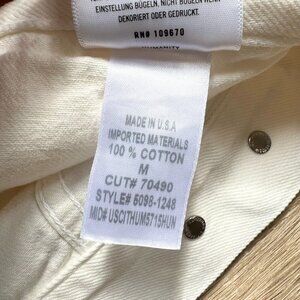 EINSTELLUNG BÜGELN. NICHT BÜGELN WENN
DEKORIERT ODER GEDRUCKT.
RN# 109670
HUMANITY
MADE IN U.S.A
IMPORTED MATERIALS
100 % COTTON
M
CUT# 70490
STYLE# 5098-1248
MID# USCITHUM5715HUN